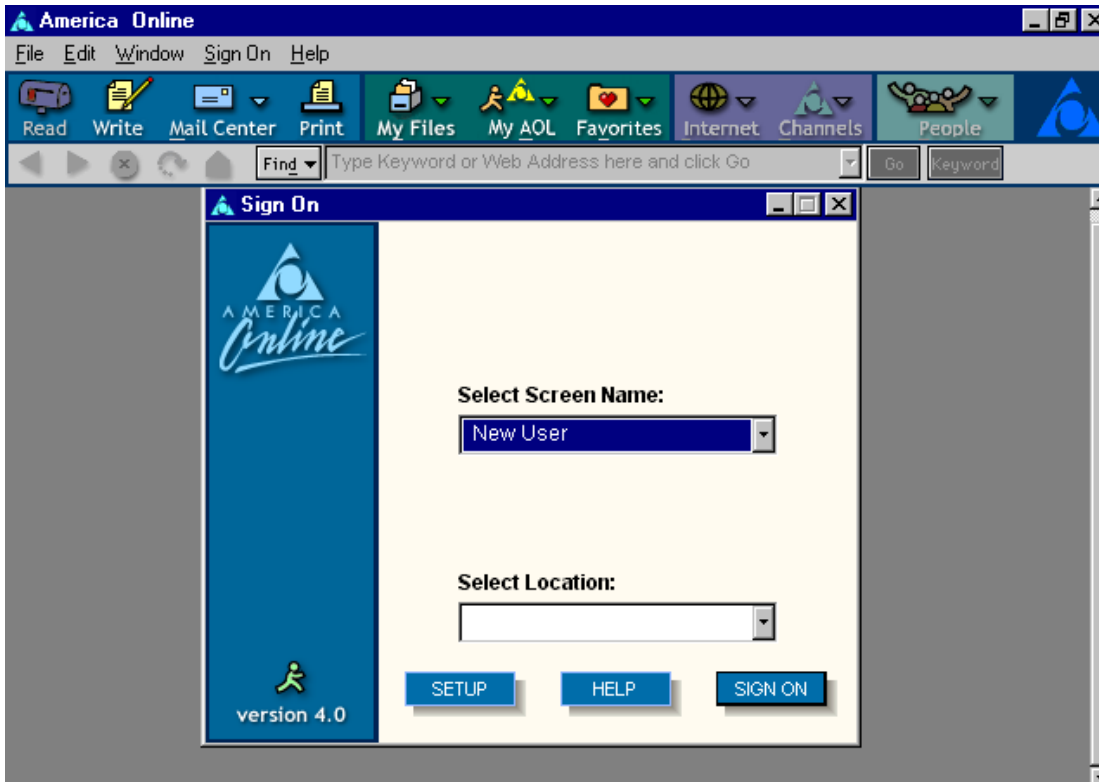 America Online
File Edit Window Sign On Help
Read Write Mail Center Print My Files My AOL Favorites Internet Channels People
Find Type Keyword or Web Address here and click Go Go Keyword
Sign On
AMERICA
Online
Select Screen Name:
New User
Select Location:
SETUP HELP SIGN ON
version 4.0